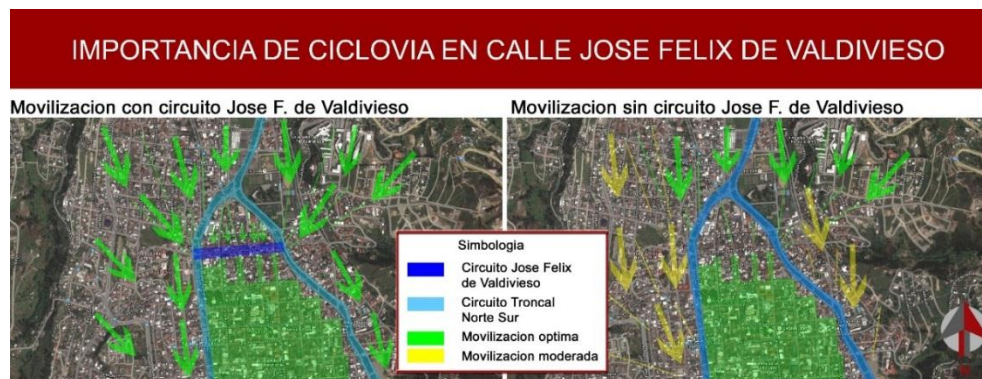 IMPORTANCIA DE CICLOVIA EN CALLE JOSE FELIX DE VALDIVIESO
Movilizacion con circuito Jose F. de Valdivieso
Movilizacion sin circuito Jose F. de Valdivieso
Simbologia
Circuito Jose Felix
de Valdivieso
Circuito Troncal
Norte Sur
Movilizacion optima
Movilizacion moderada